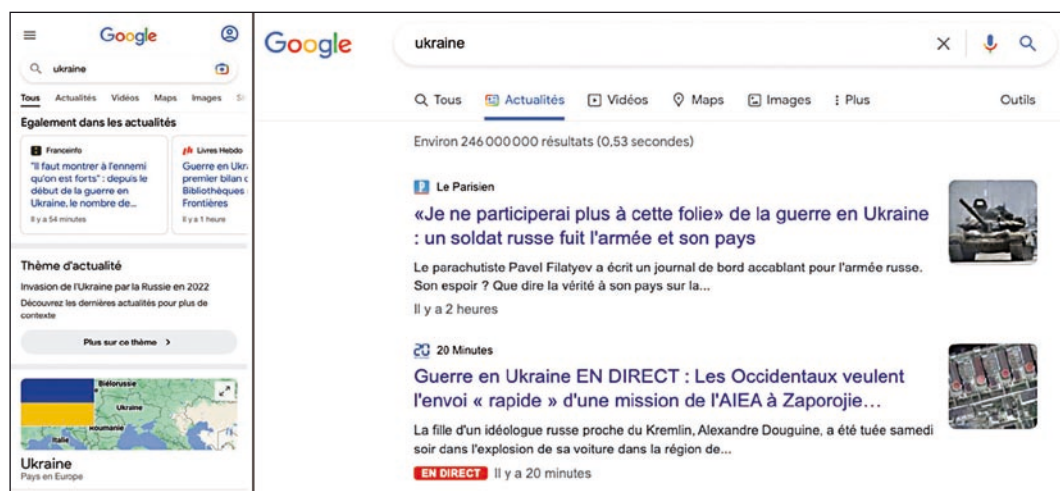 Google
ukraine
Tous Actualités Vidéos Maps Images
Egalement dans les actualités
Franceinfo
"Il faut montrer à l'ennemi
qu'on est forts" : depuis le
début de la guerre en
Ukraine, le nombre de...
Il y a 54 minutes
Livres Hebdo
Guerre en Ukr
premier bilan
Bibliothèques
Frontières
Il y a 1 heure
Thème d'actualité
Invasion de l'Ukraine par la Russie en 2022
Découvrez les dernières actualités pour plus de
contexte
Plus sur ce thème >
Biélorussie
Ukraine
Roumanie
Italie
Ukraine
Pays en Europe
Google
ukraine
Tous Actualités Vidéos Maps Images Plus Outils
Environ 246 000 000 résultats (0,53 secondes)
Le Parisien
«Je ne participerai plus à cette folie» de la guerre en Ukraine
: un soldat russe fuit l'armée et son pays
Le parachutiste Pavel Filatyev a écrit un journal de bord accablant pour l'armée russe.
Son espoir ? Que dire la vérité à son pays sur la...
Il y a 2 heures
20 Minutes
Guerre en Ukraine EN DIRECT : Les Occidentaux veulent
l'envoi « rapide » d'une mission de l'AIEA à Zaporojie…
La fille d'un idéologue russe proche du Kremlin, Alexandre Douguine, a été tuée samedi
soir dans l'explosion de sa voiture dans la région de...
EN DIRECT Il y a 20 minutes